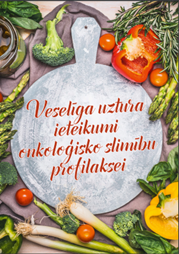 Veselīga uztura
ieteikumi
onkoloģisko slimību
profilaksei